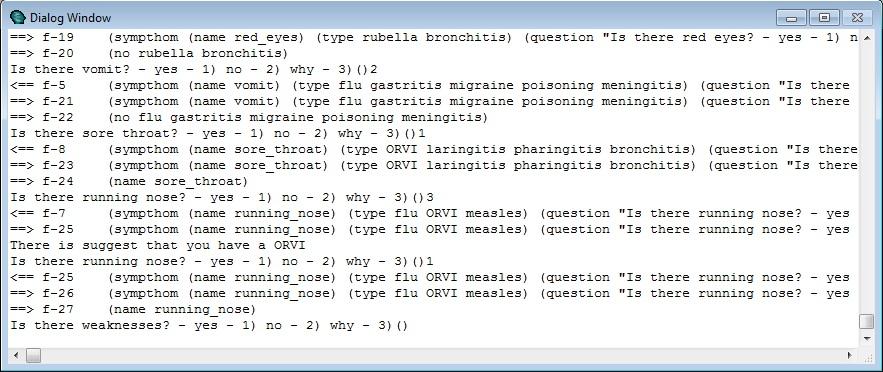 Dialog Window
==> f-19    (sympthom (name red_eyes) (type rubella bronchitis) (question "Is there red eyes? - yes - 1) n
==> f-20    (no rubella bronchitis)
Is there vomit? - yes - 1) no - 2) why - 3)()2
<== f-5     (sympthom (name vomit) (type flu gastritis migraine poisoning meningitis) (question "Is there
==> f-21    (sympthom (name vomit) (type flu gastritis migraine poisoning meningitis) (question "Is there
==> f-22    (no flu gastritis migraine poisoning meningitis)
Is there sore throat? - yes - 1) no - 2) why - 3)()1
<== f-8     (sympthom (name sore_throat) (type ORVI laringitis pharingitis bronchitis) (question "Is there
==> f-23    (sympthom (name sore_throat) (type ORVI laringitis pharingitis bronchitis) (question "Is there
==> f-24    (name sore_throat)
Is there running nose? - yes - 1) no - 2) why - 3)()3
<== f-7     (sympthom (name running_nose) (type flu ORVI measles) (question "Is there running nose? - yes
==> f-25    (sympthom (name running_nose) (type flu ORVI measles) (question "Is there running nose? - yes
There is suggest that you have a ORVI
Is there running nose? - yes - 1) no - 2) why - 3)()1
<== f-25    (sympthom (name running_nose) (type flu ORVI measles) (question "Is there running nose? - yes
==> f-26    (sympthom (name running_nose) (type flu ORVI measles) (question "Is there running nose? - yes
==> f-27    (name running_nose)
Is there weaknesses? - yes - 1) no - 2) why - 3)()